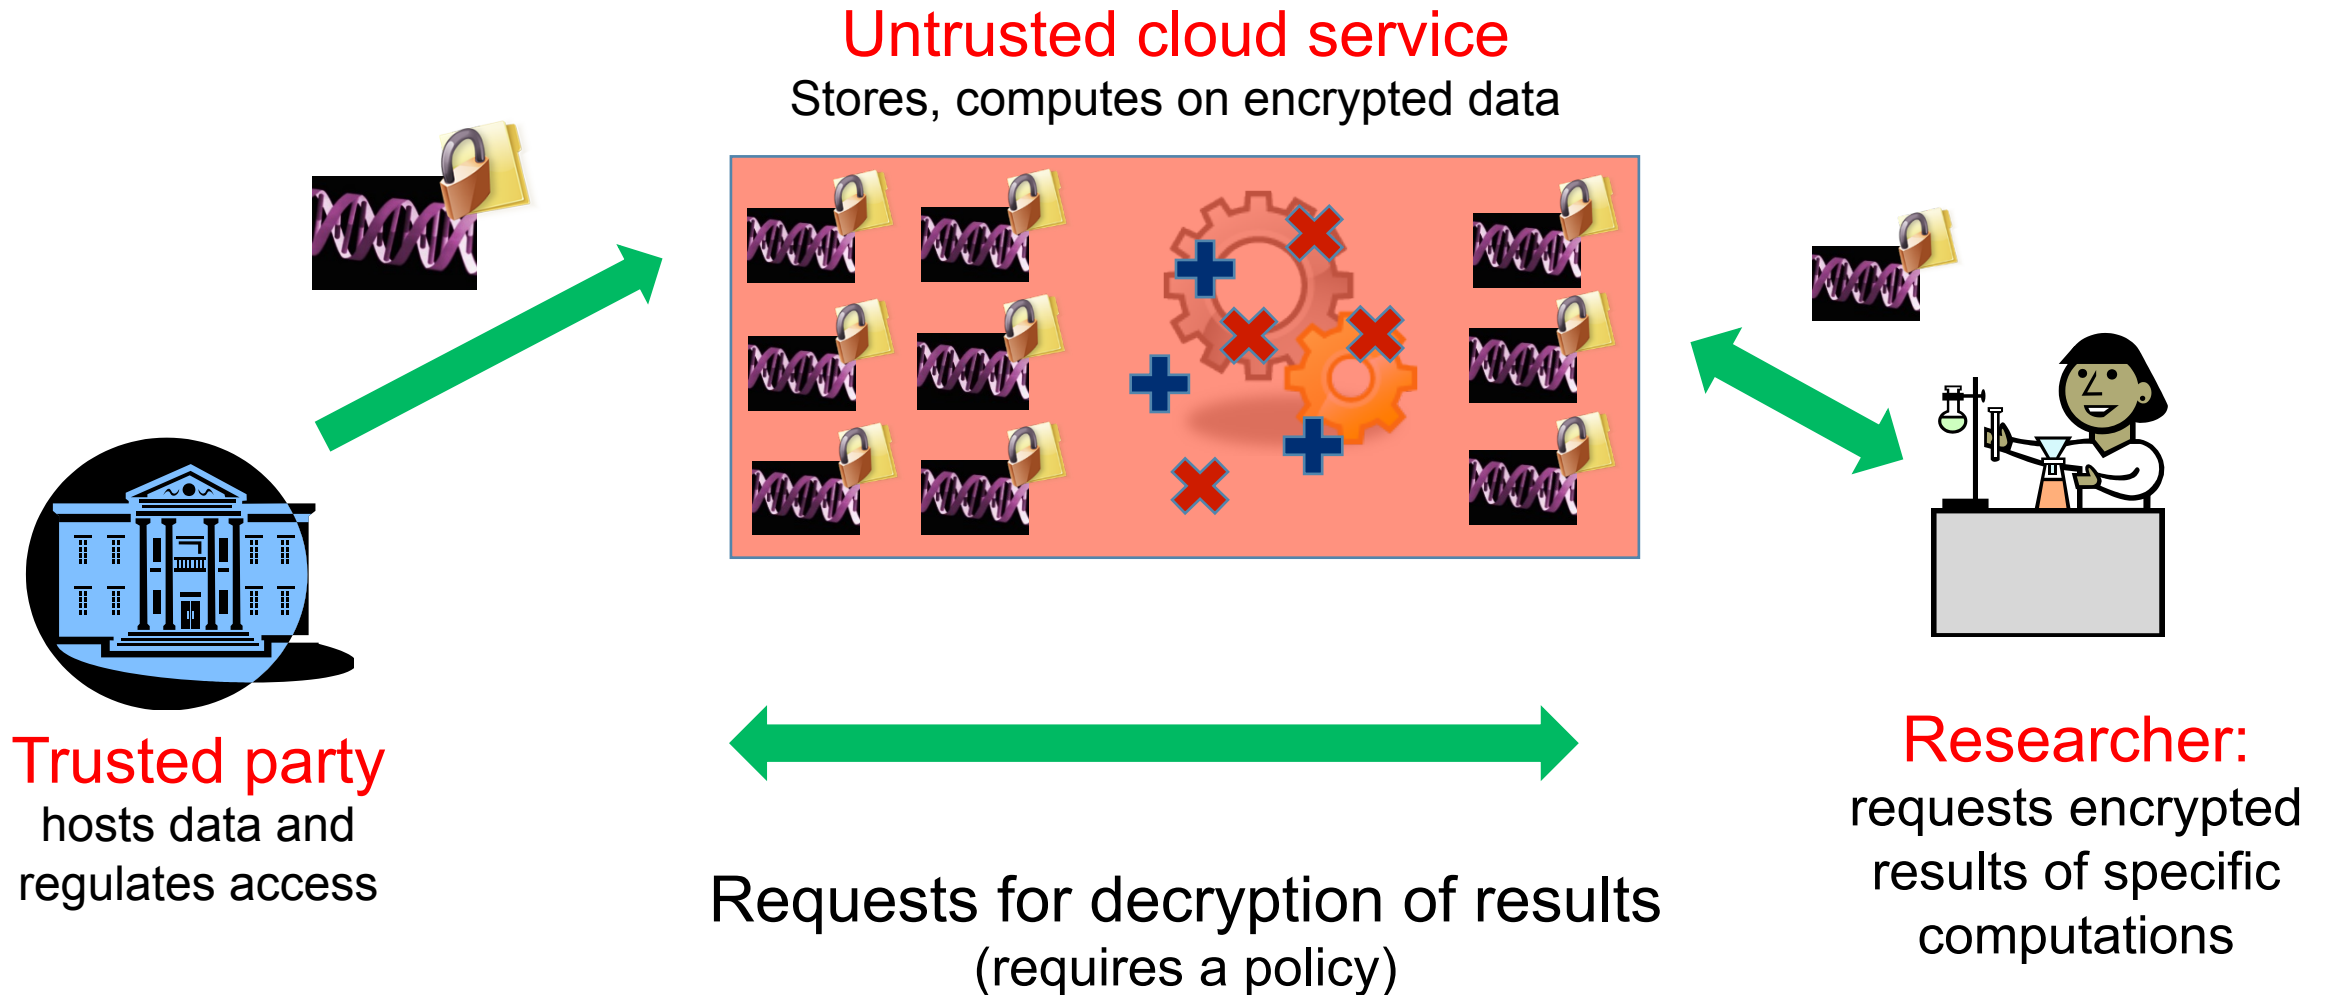 Untrusted cloud service
Stores, computes on encrypted data
Trusted party
hosts data and
regulates access
Requests for decryption of results
(requires a policy)
Researcher:
requests encrypted
results of specific
computations